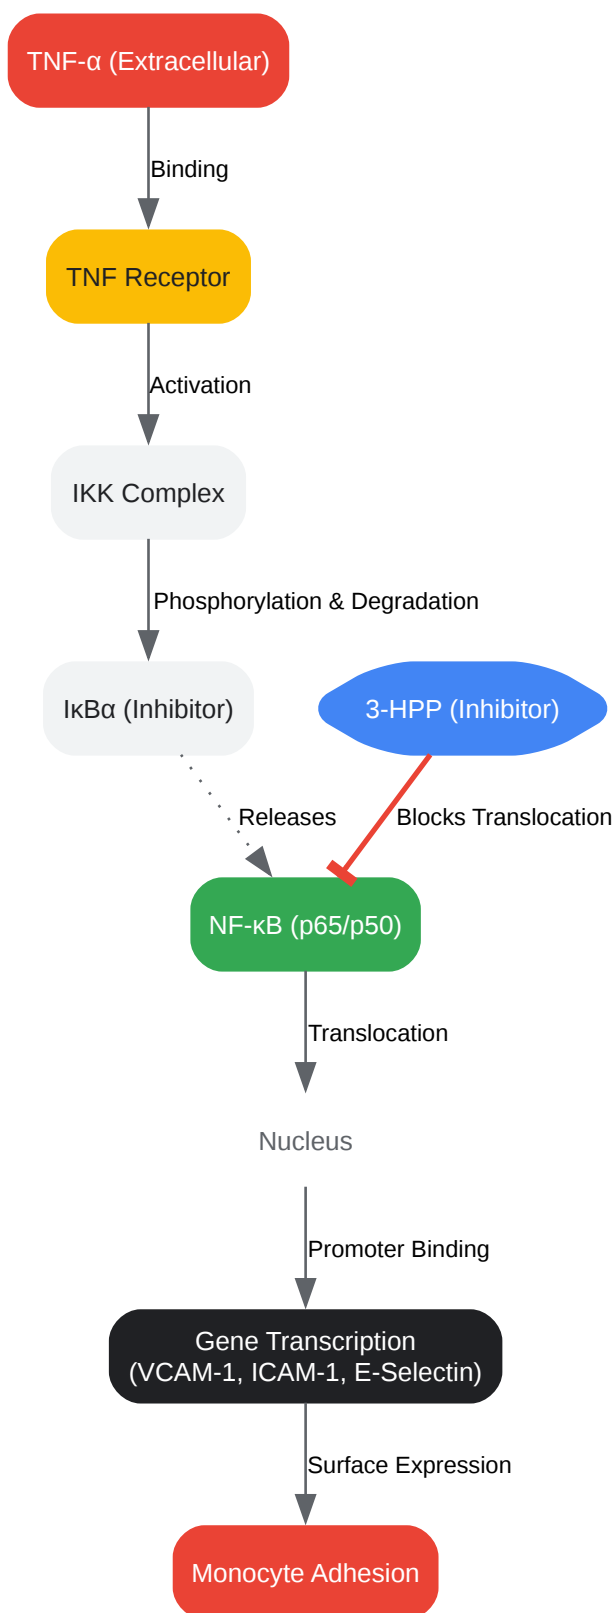 TNF-α (Extracellular)
Binding
TNF Receptor
Activation
IKK Complex
Phosphorylation & Degradation
IκBα (Inhibitor)
3-HPP (Inhibitor)
Releases
Blocks Translocation
NF-κB (p65/p50)
Translocation
Nucleus
Promoter Binding
Gene Transcription
(VCAM-1, ICAM-1, E-Selectin)
Surface Expression
Monocyte Adhesion